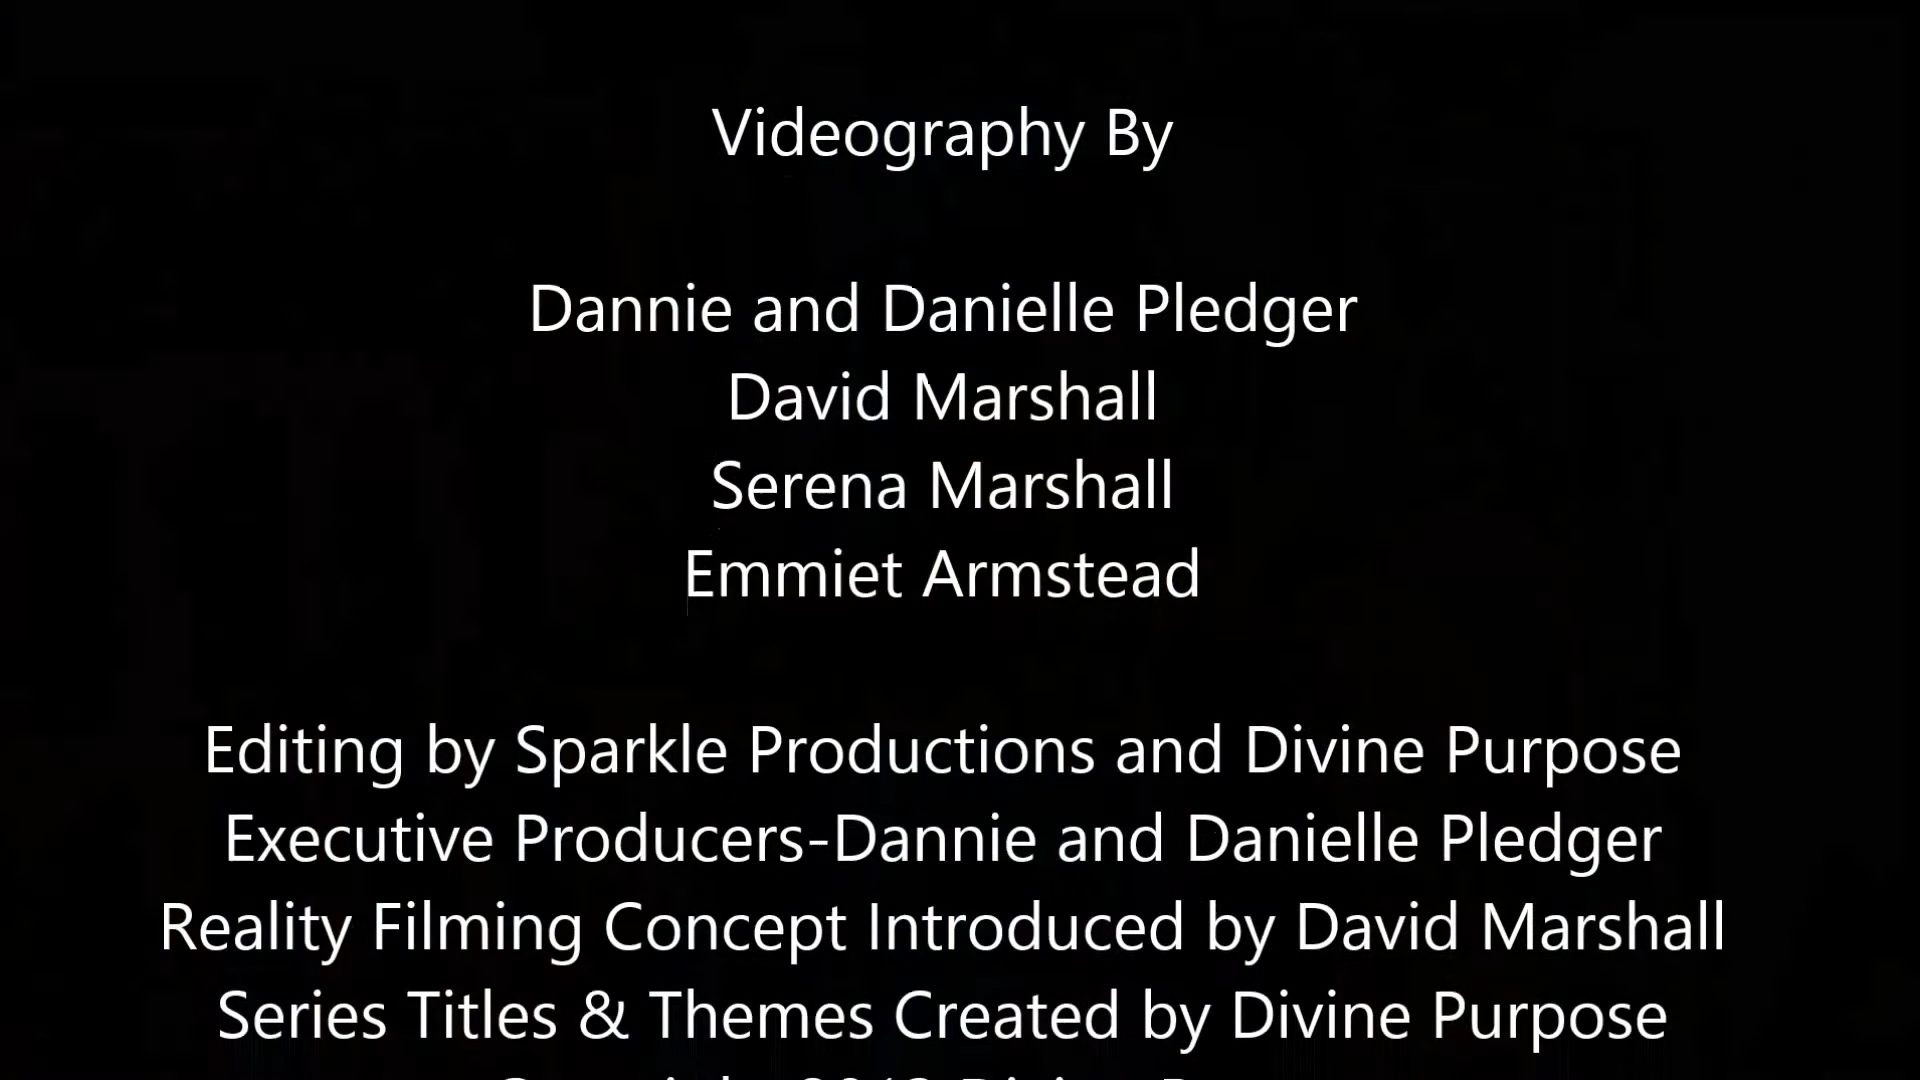 Videography By
Dannie and Danielle Pledger
David Marshall
Serena Marshall
Emmiet Armstead
Editing by Sparkle Productions and Divine Purpose
Executive Producers-Dannie and Danielle Pledger
Reality Filming Concept Introduced by David Marshall
Series Titles & Themes Created by Divine Purpose